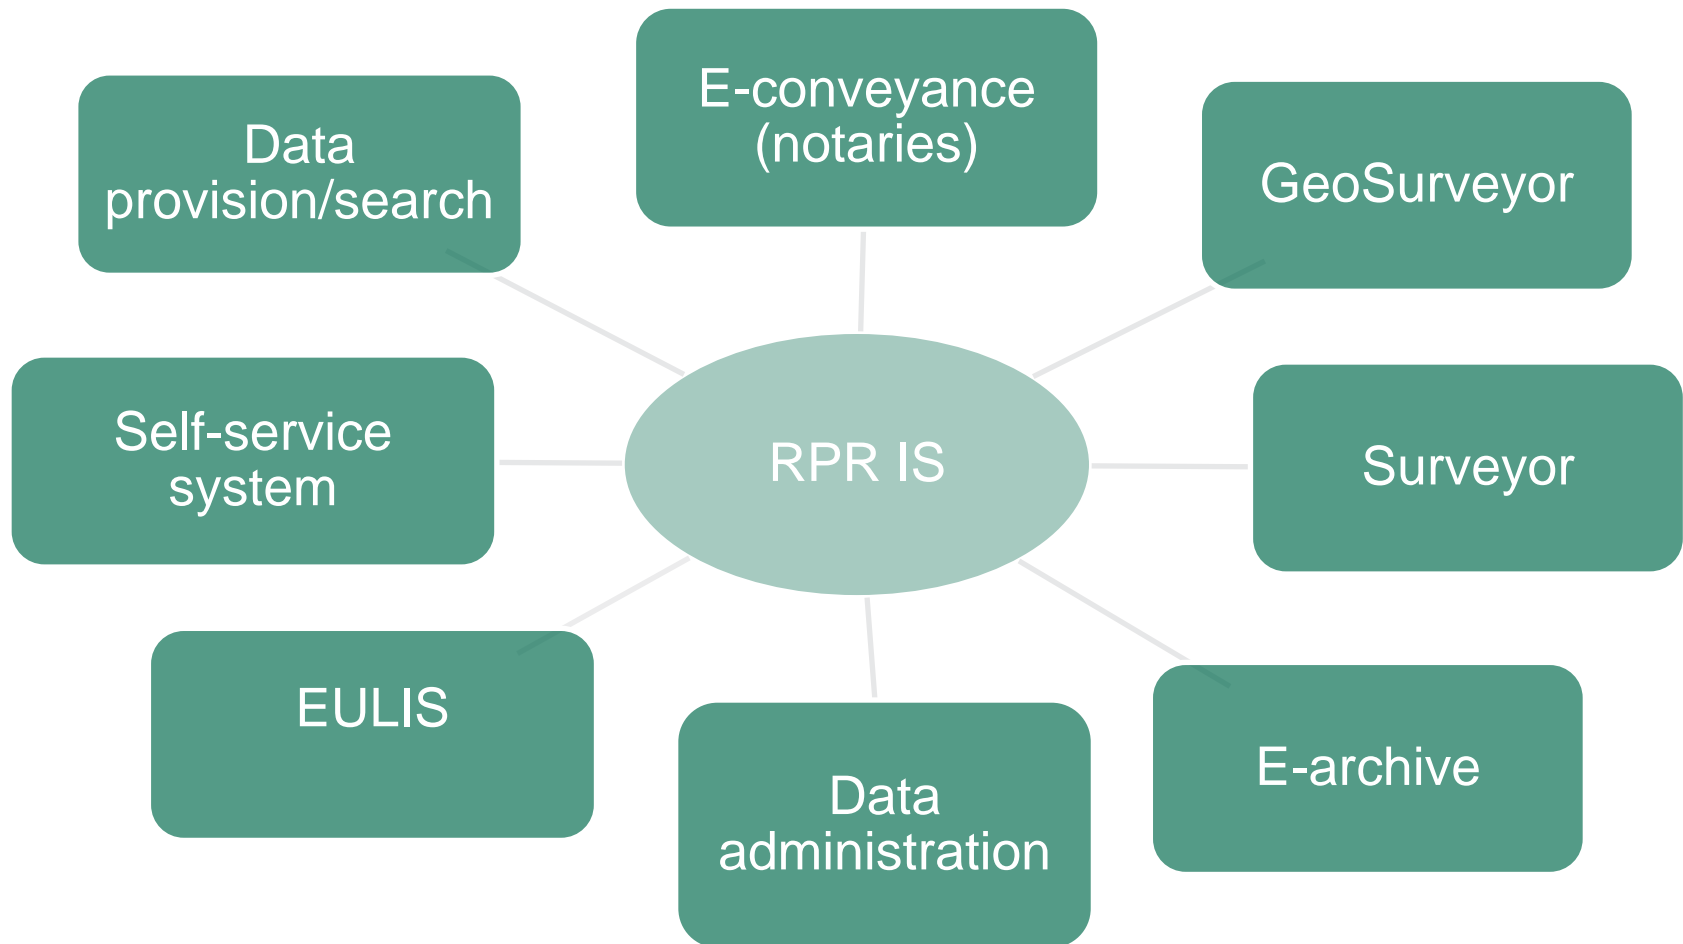 E-conveyance
(notaries)
Data
provision/search
GeoSurveyor
Self-service
system
RPR IS
Surveyor
EULIS
E-archive
Data
administration